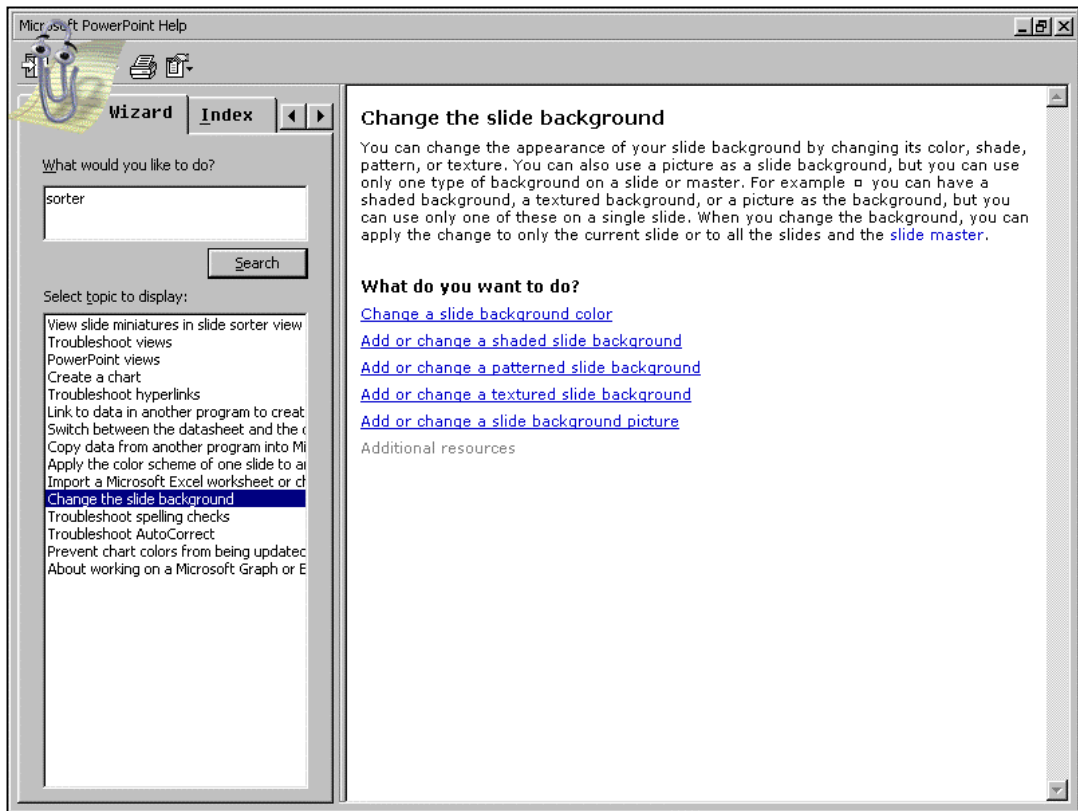 Microsoft PowerPoint Help
Wizard
Index
What would you like to do?
sorter
Search
Select topic to display:
View slide miniatures in slide sorter view
Troubleshoot views
PowerPoint views
Create a chart
Troubleshoot hyperlinks
Link to data in another program to creat
Switch between the datasheet and the c
Copy data from another program into Mi
Apply the color scheme of one slide to a
Import a Microsoft Excel worksheet or ch
Change the slide background
Troubleshoot spelling checks
Troubleshoot AutoCorrect
Prevent chart colors from being updated
About working on a Microsoft Graph or E
Change the slide background
You can change the appearance of your slide background by changing its color, shade,
pattern, or texture. You can also use a picture as a slide background, but you can use
only one type of background on a slide or master. For example ¤ you can have a
shaded background, a textured background, or a picture as the background, but you
can use only one of these on a single slide. When you change the background, you can
apply the change to only the current slide or to all the slides and the slide master.
What do you want to do?
Change a slide background color
Add or change a shaded slide background
Add or change a patterned slide background
Add or change a textured slide background
Add or change a slide background picture
Additional resources